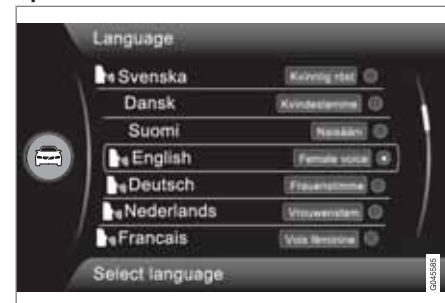 Language
Svenska Kvinnlig röst
Dansk Kvindestemme
Suomi Naisääni
English Female voice
Deutsch Frauenstimme
Nederlands Vrouwenstem
Francais Voix féminine
Select language
G045585